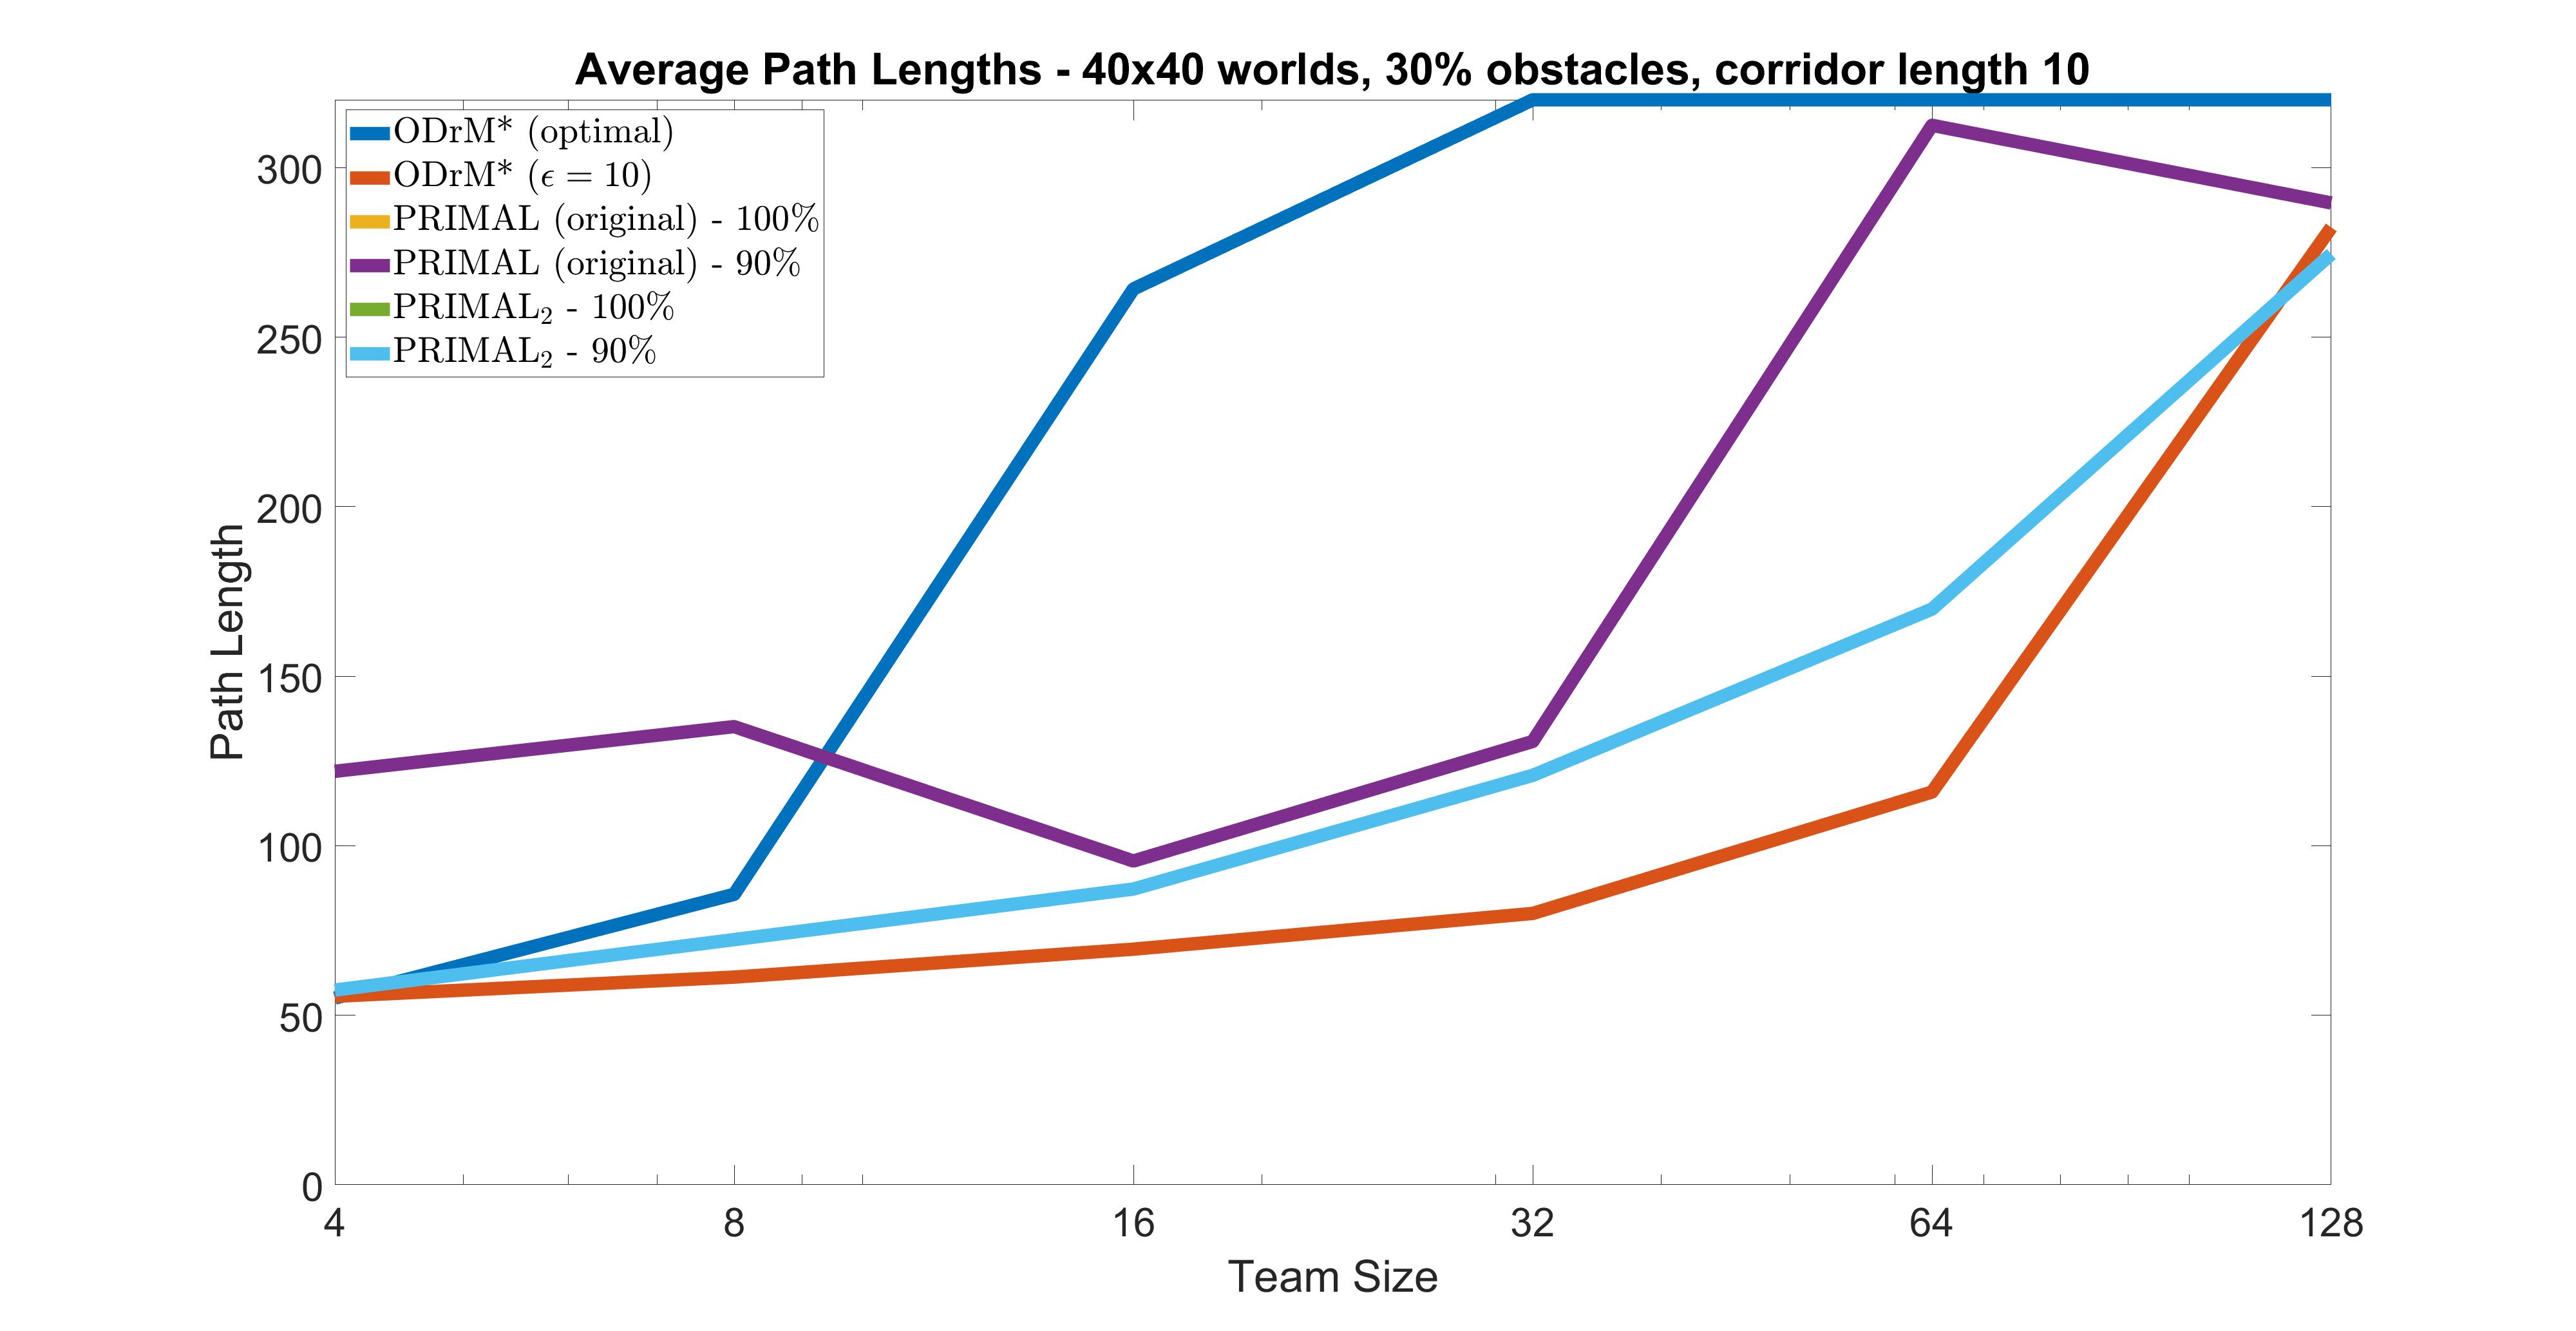 Average Path Lengths - 40x40 worlds, 30% obstacles, corridor length 10
ODrM* (optimal)
ODrM* (ϵ = 10)
PRIMAL (original) - 100%
PRIMAL (original) - 90%
PRIMAL₂ - 100%
PRIMAL₂ - 90%
300
250
200
150
100
50
0
Path Length
4 8 16 32 64 128
Team Size